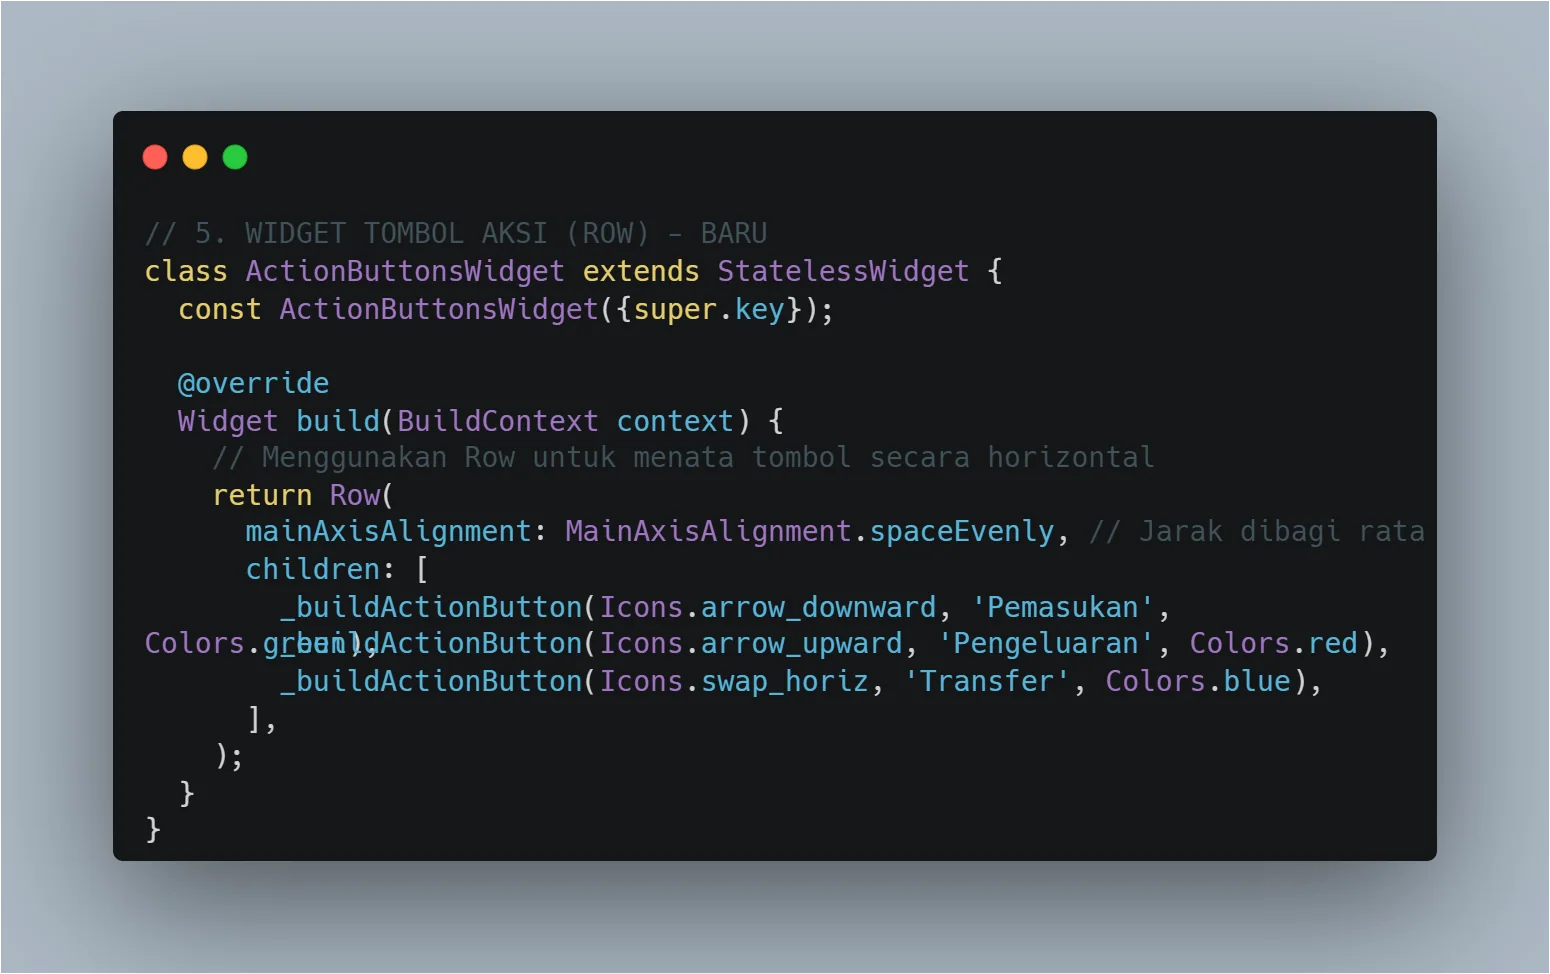 // 5. WIDGET TOMBOL AKSI (ROW) - BARU
class ActionButtonsWidget extends StatelessWidget {
  const ActionButtonsWidget({super.key});

  @override
  Widget build(BuildContext context) {
    // Menggunakan Row untuk menata tombol secara horizontal
    return Row(
      mainAxisAlignment: MainAxisAlignment.spaceEvenly, // Jarak dibagi rata
      children: [
        _buildActionButton(Icons.arrow_downward, 'Pemasukan',
Colors.green),
        _buildActionButton(Icons.arrow_upward, 'Pengeluaran', Colors.red),
        _buildActionButton(Icons.swap_horiz, 'Transfer', Colors.blue),
      ],
    );
  }
}